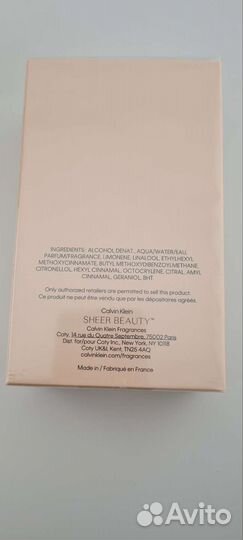 INGREDIENTS : ALCOHOL DENAT., AQUA/WATER/EAU,
PARFUM/FRAGRANCE, LIMONENE, LINALOOL, ETHYLHEXYL
METHOXYCINNAMATE, BUTYL METHOXYDIBENZOYLMETHANE,
CITRONELLOL, HEXYL CINNAMAL, OCTOCRYLENE, CITRAL, AMYL
CINNAMAL, GERANIOL, BHT.
Only authorized retailers are permitted to sell this product.
Ce produit ne peut être vendu que par les dépositaires agréés.
Calvin Klein
SHEER BEAUTY™
Calvin Klein Fragrances
Coty, 14 rue du Quatre Septembre, 75002 Paris
Dist. for/pour Coty Inc., New York, NY 10118
Coty UK&I, Kent, TN25 4AQ
calvinklein.com/fragrances
Made in / Fabriqué en France
Avito